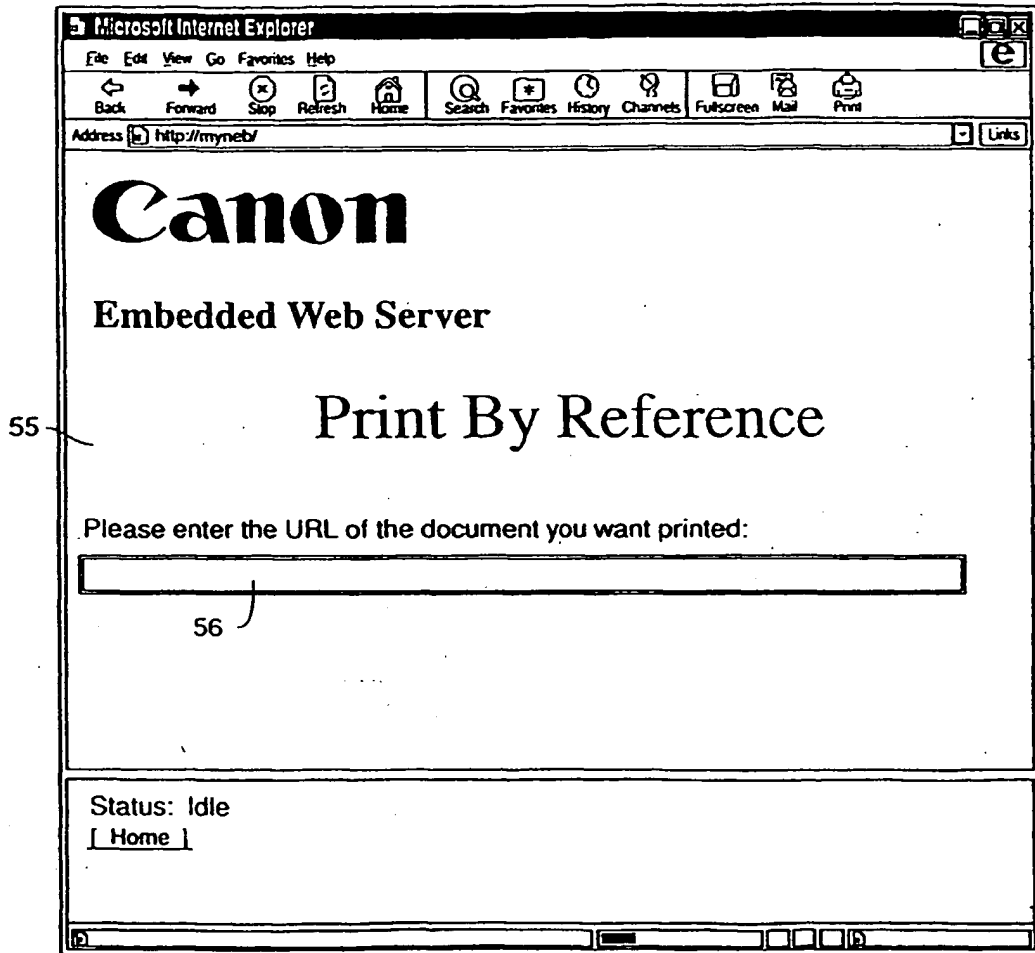 Microsoft Internet Explorer
File Edit View Go Favorites Help
Back Forward Stop Refresh Home Search Favorites History Channels Fullscreen Mail Print
Address http://myneb/ Links
Canon
Embedded Web Server
Print By Reference
55
Please enter the URL of the document you want printed:
56
Status: Idle
[ Home ]